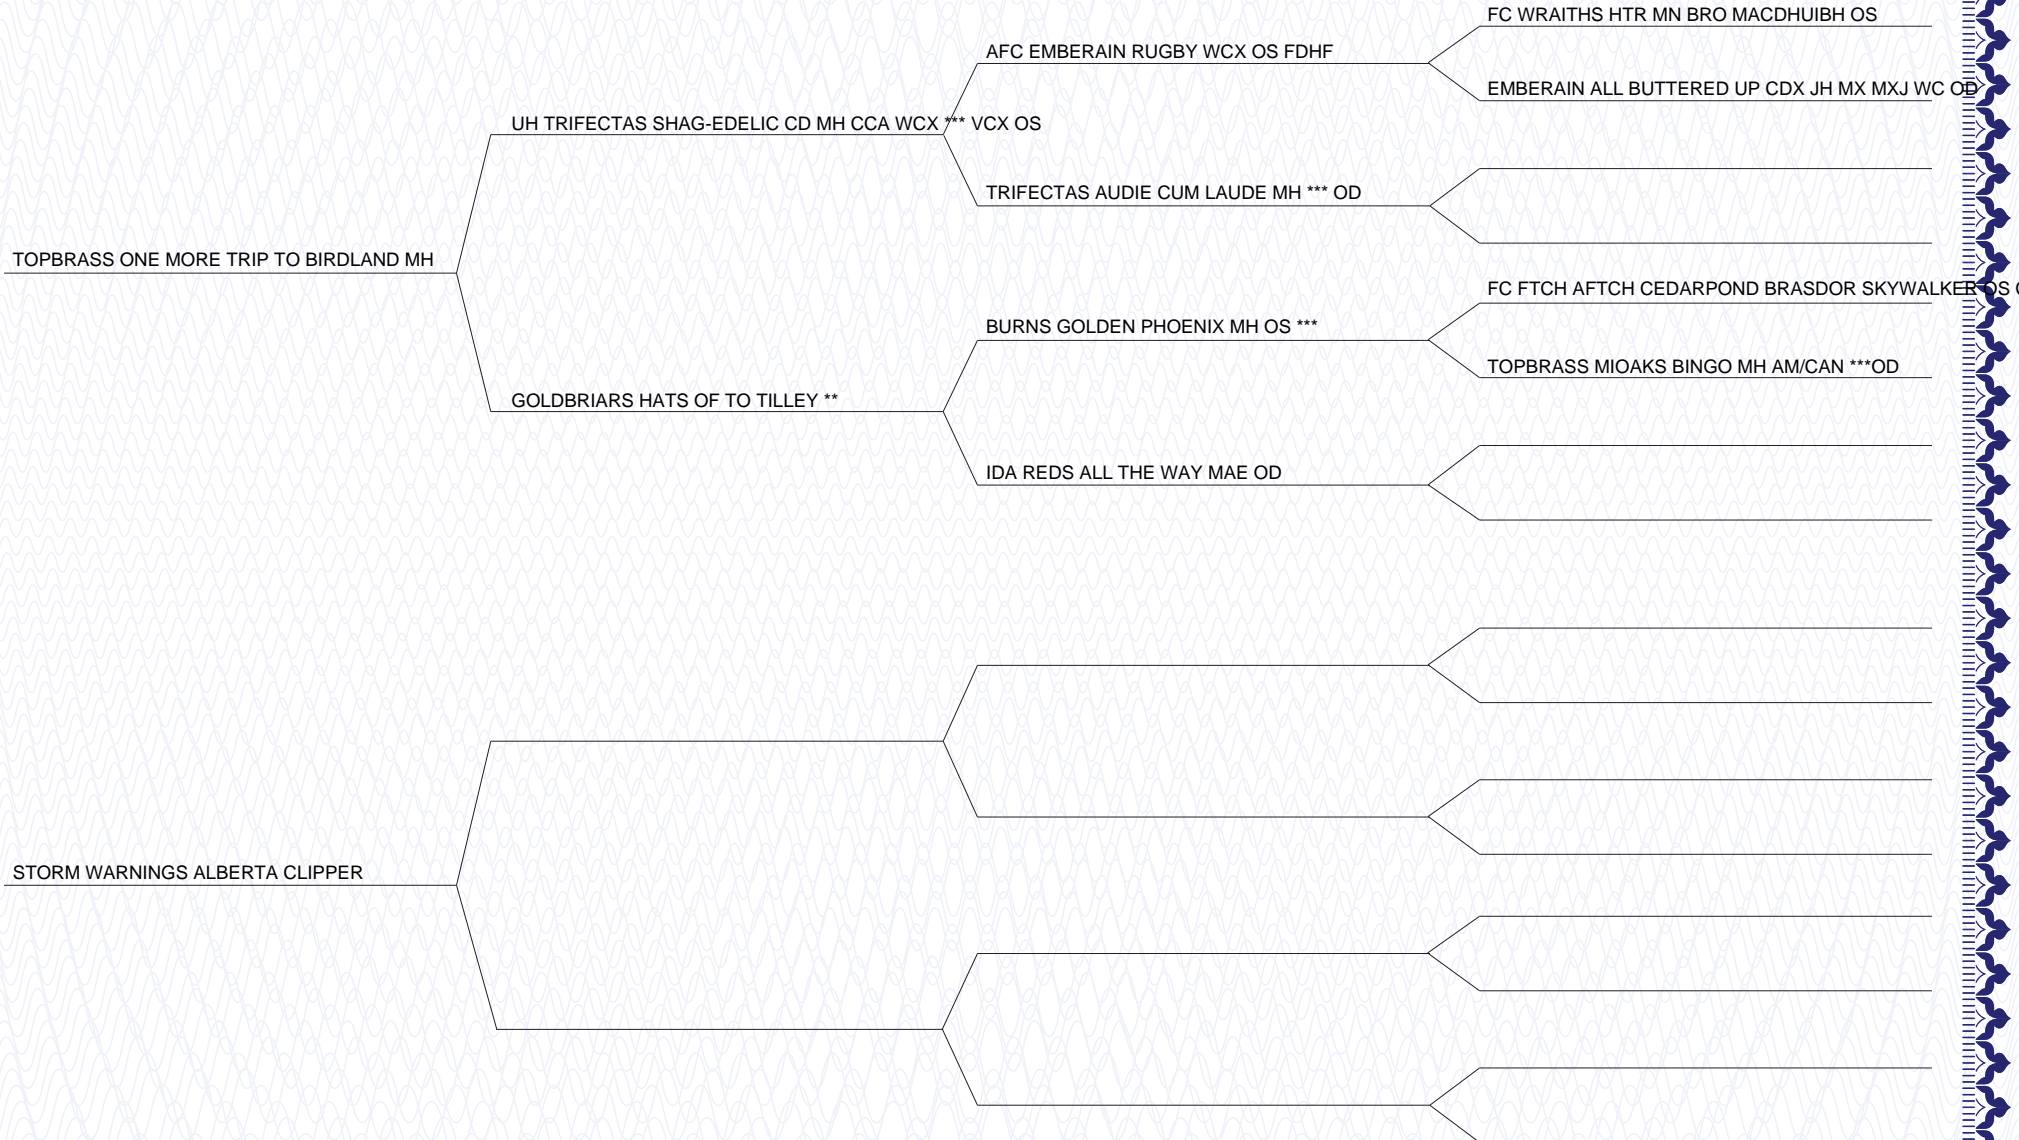 FC WRAITHS HTR MN BRO MACDHUIBH OS
AFC EMBERAIN RUGBY WCX OS FDHF
EMBERAIN ALL BUTTERED UP CDX JH MX MXJ WC OD
UH TRIFECTAS SHAG-EDELIC CD MH CCA WCX *** VCX OS
TRIFECTAS AUDIE CUM LAUDE MH *** OD
TOPBRASS ONE MORE TRIP TO BIRDLAND MH
FC FTCH AFTCH CEDARPOND BRASDOR SKYWALKER OS
BURNS GOLDEN PHOENIX MH OS ***
TOPBRASS MIOAKS BINGO MH AM/CAN ***OD
GOLDBRIARS HATS OF TO TILLEY **
IDA REDS ALL THE WAY MAE OD
STORM WARNINGS ALBERTA CLIPPER